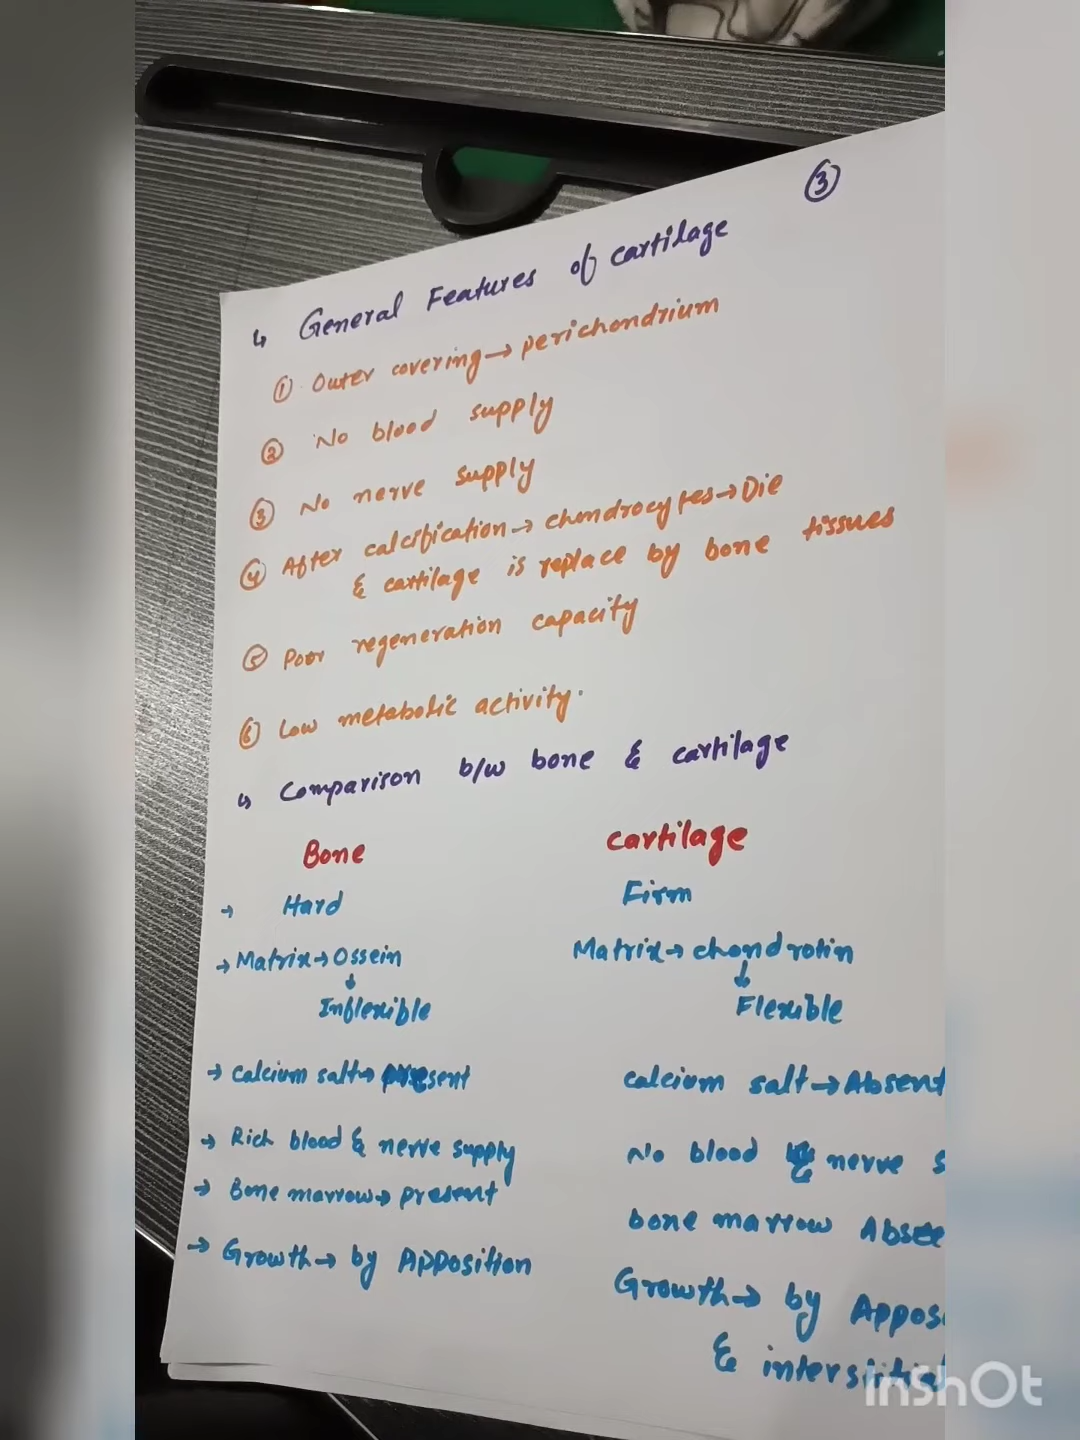 ③
↳ General Features of cartilage
① Outer covering → perichondrium
② No blood supply
③ No nerve supply
④ After calcification → chondrocytes → Die
& cartilage is replace by bone tissues
⑤ Poor regeneration capacity
⑥ Low metabolic activity.
↳ Comparison b/w bone & cartilage
Bone cartilage
→ Hard Firm
→ Matrix → Ossein Matrix → chondrotin
↓ ↓
Inflexible Flexible
→ calcium salt → present calcium salt → Absent
→ Rich blood & nerve supply No blood & nerve s
→ Bone marrow → present bone marrow Abse
→ Growth → by Apposition Growth → by Appos
& interstitial
InShOt